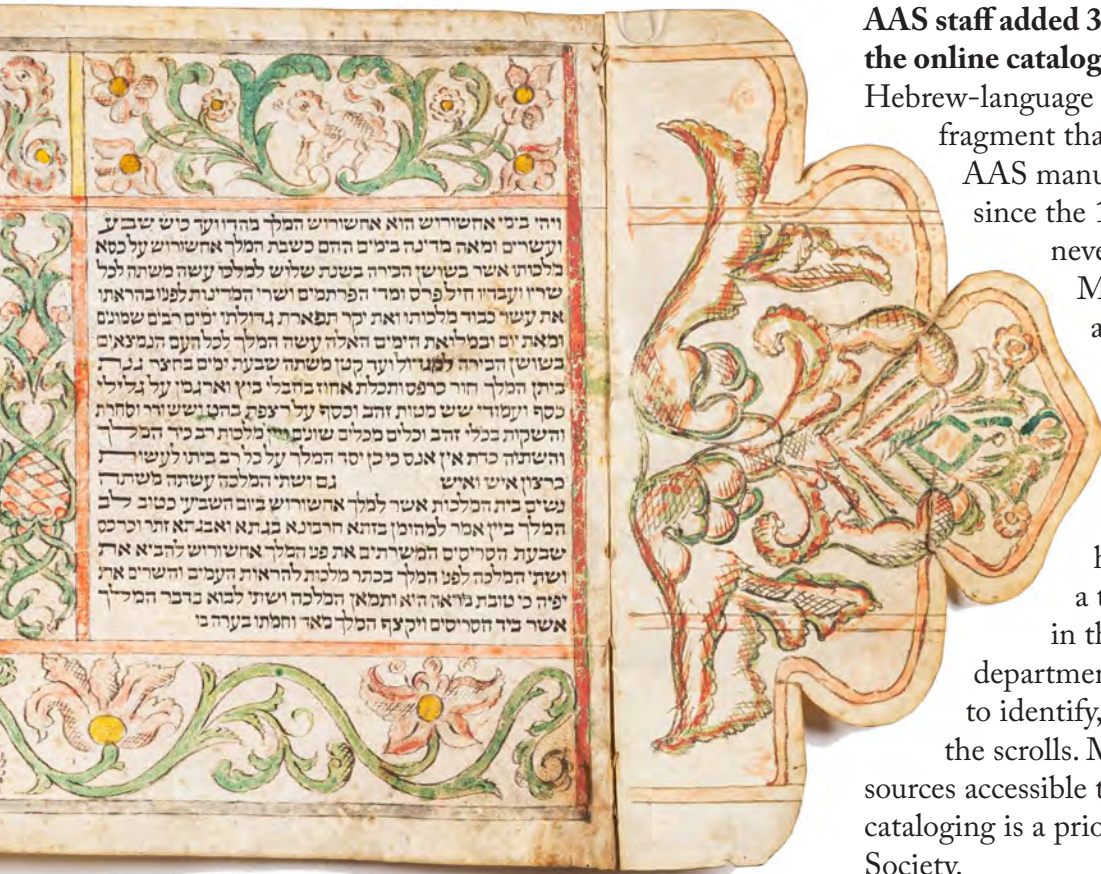 ויהי בימי אחשורוש הוא אחשורוש המלך מהדו ועד כוש שבע
ועשרים ומאה מדינה בימים ההם כשבת המלך אחשורוש על כסא
מלכותו אשר בשושן הבירה בשנת שלוש למלכו עשה משתה לכל
שריו ועבדיו חיל פרס ומדי הפרתמים ושרי המדינות לפניו בהראתו
את עשר כבוד מלכותו ואת יקר תפארת גדולתו ימים רבים שמונים
ומאת יום ובמלואת הימים האלה עשה המלך לכל העם הנמצאים
בשושן הבירה למגדול ועד קטן משתה שבעת ימים בחצר גנת
ביתן המלך חור כרפס ותכלת אחוז בחבלי בוץ וארגמן על גלילי
כסף ועמודי שש מטות זהב וכסף על רצפת בהט ושש ודר וסחרת
והשקות בכלי זהב וכלים מכלים שונים ויין מלכות רב כיד המלך
והשתיה כדת אין אנס כי כן יסד המלך על כל רב ביתו לעשות
כרצון איש ואיש גם ושתי המלכה עשתה משתה
נשים בית המלכות אשר למלך אחשורוש ביום השביעי כטוב לב
המלך ביין אמר למהומן בזתא חרבונא בגתא ואבגתא זתר וכרכס
שבעת הסריסים המשרתים את פני המלך אחשורוש להביא את
ושתי המלכה לפני המלך בכתר מלכות להראות העמים והשרים את
יפיה כי טובת מראה היא ותמאן המלכה ושתי לבוא בדבר המלך
אשר ביד הסריסים ויקצף המלך מאד וחמתו בערה בו
AAS staff added 3
the online catalog
Hebrew-language
fragment tha
AAS manu
since the 1
neve
M
a
h
a t
in th
departmen
to identify,
the scrolls. M
sources accessible t
cataloging is a prio
Society.